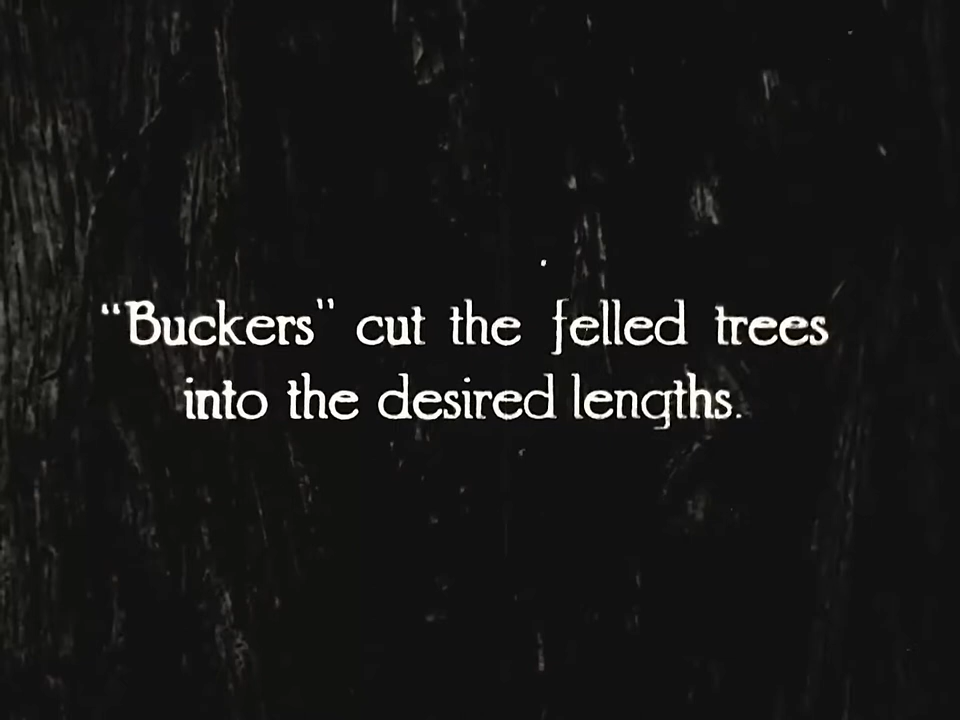 "Buckers" cut the felled trees
into the desired lengths.